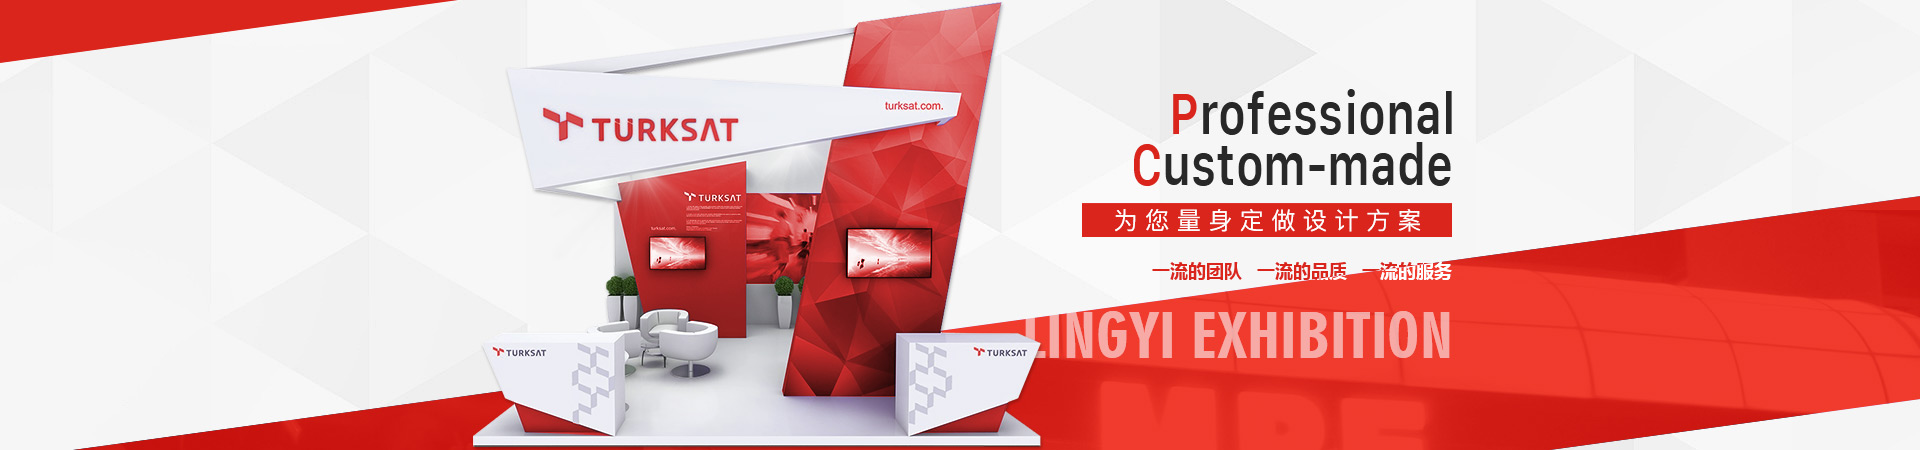 turksat.com.
TURKSAT
TURKSAT
turksat.com.
TURKSAT
TURKSAT
Professional
Custom-made
为您量身定做设计方案
一流的团队 一流的品质 一流的服务
LINGYI EXHIBITION